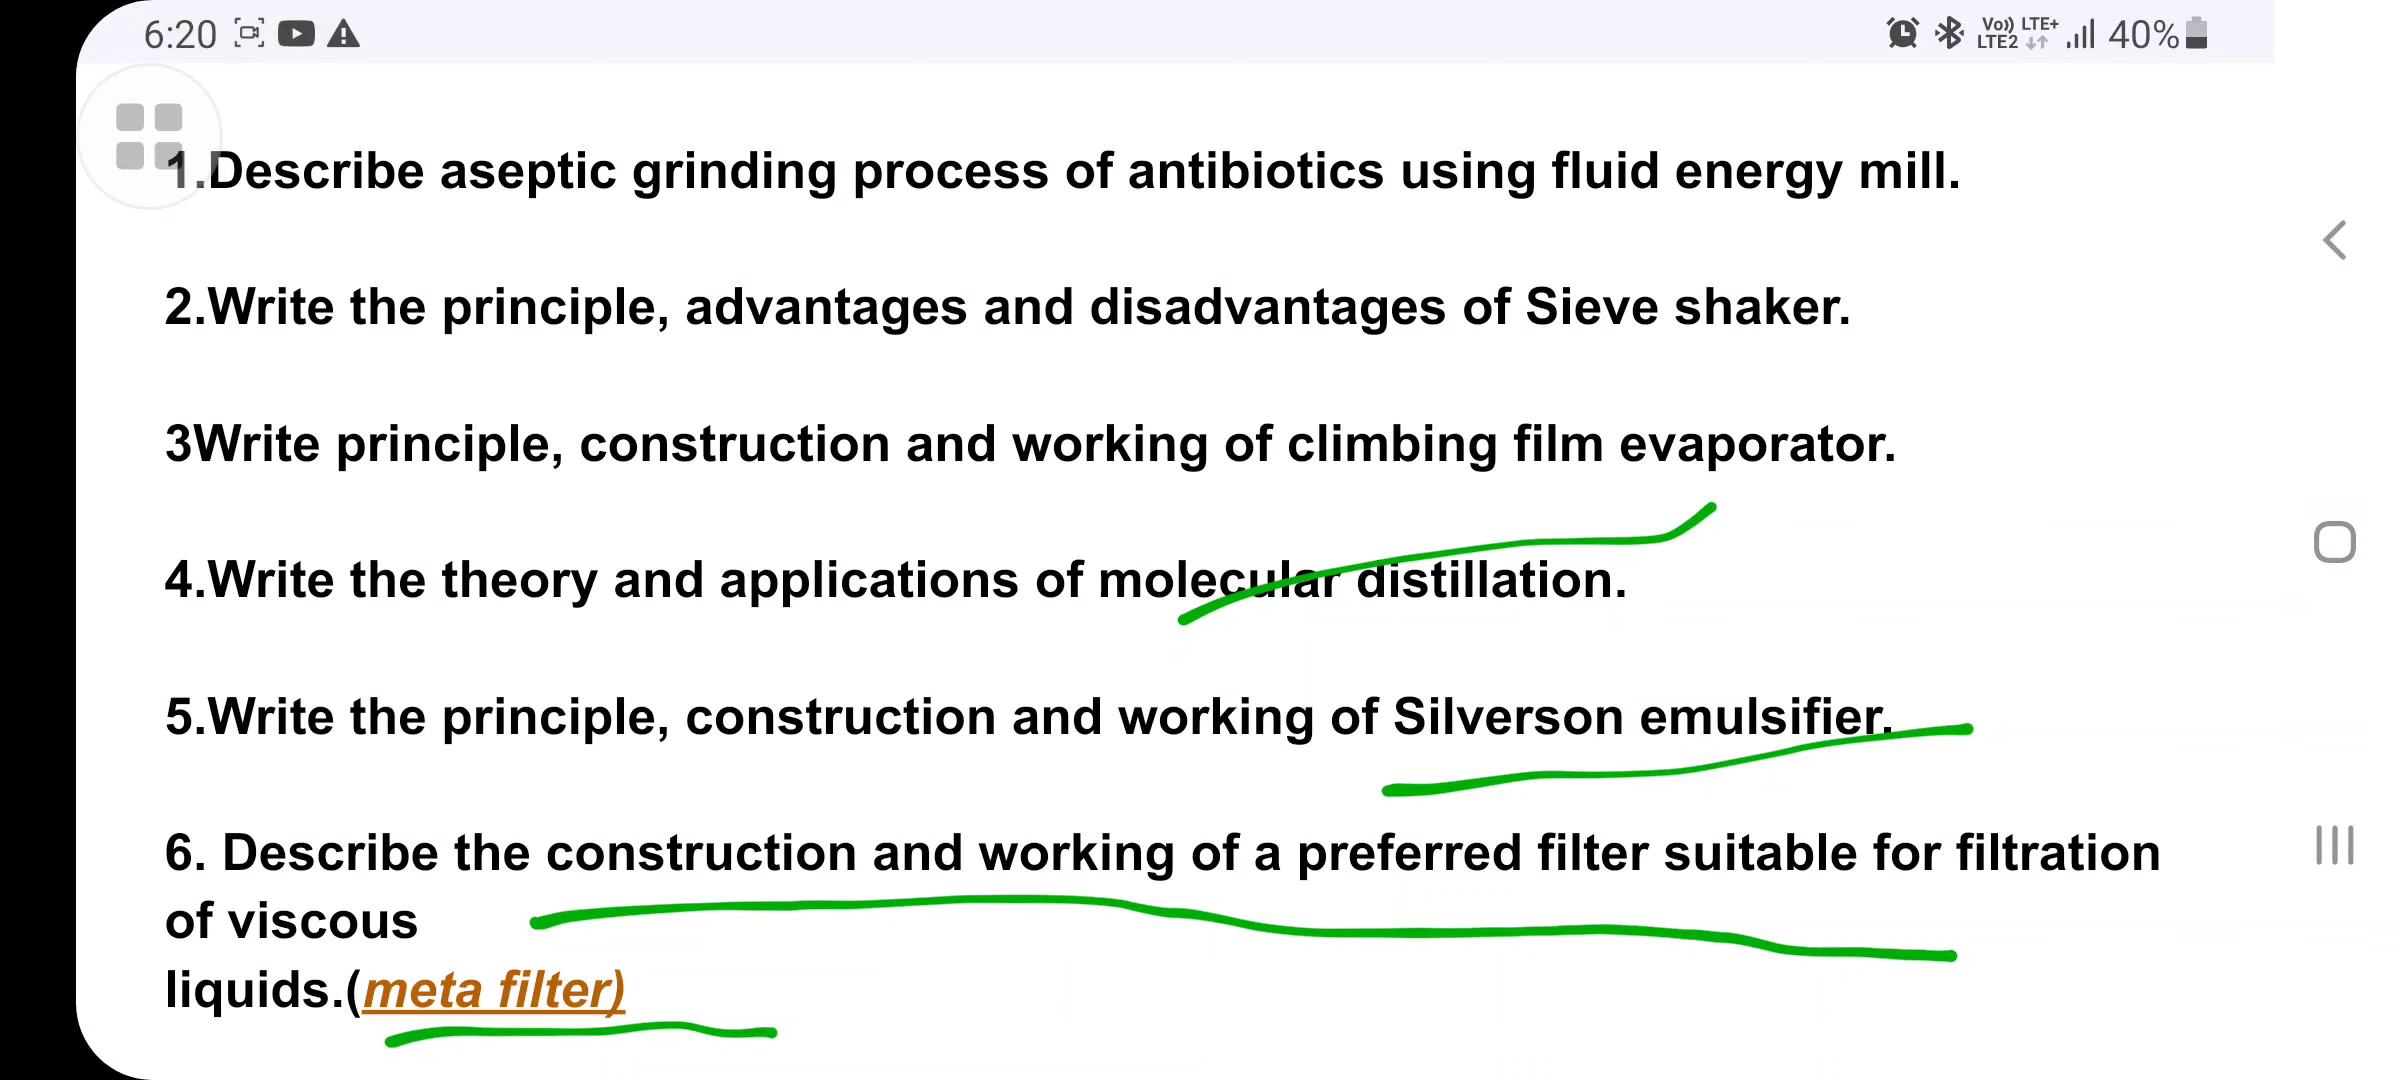 6:20
Vo)) LTE+
LTE2
40%
1.Describe aseptic grinding process of antibiotics using fluid energy mill.
2.Write the principle, advantages and disadvantages of Sieve shaker.
3Write principle, construction and working of climbing film evaporator.
4.Write the theory and applications of molecular distillation.
5.Write the principle, construction and working of Silverson emulsifier.
6. Describe the construction and working of a preferred filter suitable for filtration
of viscous
liquids.(meta filter)